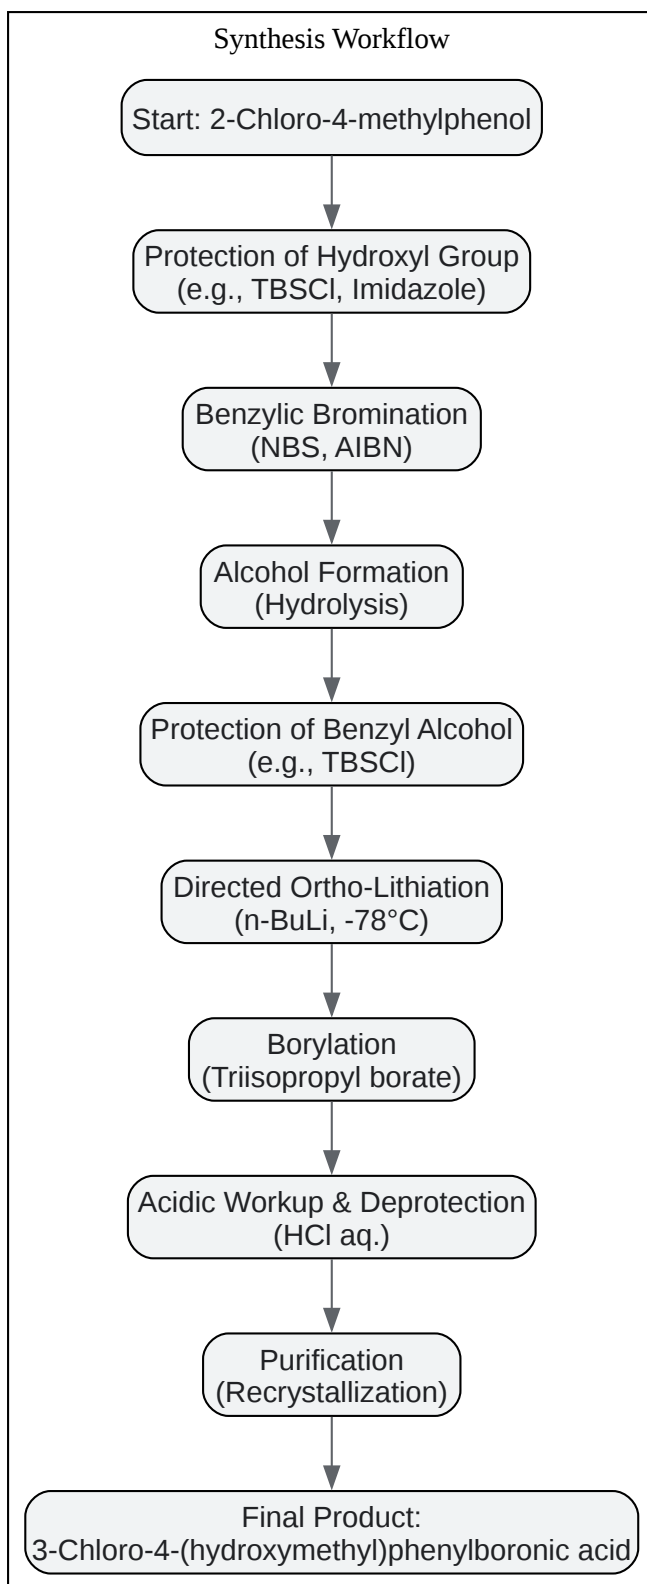 Synthesis Workflow
Start: 2-Chloro-4-methylphenol
Protection of Hydroxyl Group
(e.g., TBSCl, Imidazole)
Benzylic Bromination
(NBS, AIBN)
Alcohol Formation
(Hydrolysis)
Protection of Benzyl Alcohol
(e.g., TBSCl)
Directed Ortho-Lithiation
(n-BuLi, -78°C)
Borylation
(Triisopropyl borate)
Acidic Workup & Deprotection
(HCl aq.)
Purification
(Recrystallization)
Final Product:
3-Chloro-4-(hydroxymethyl)phenylboronic acid